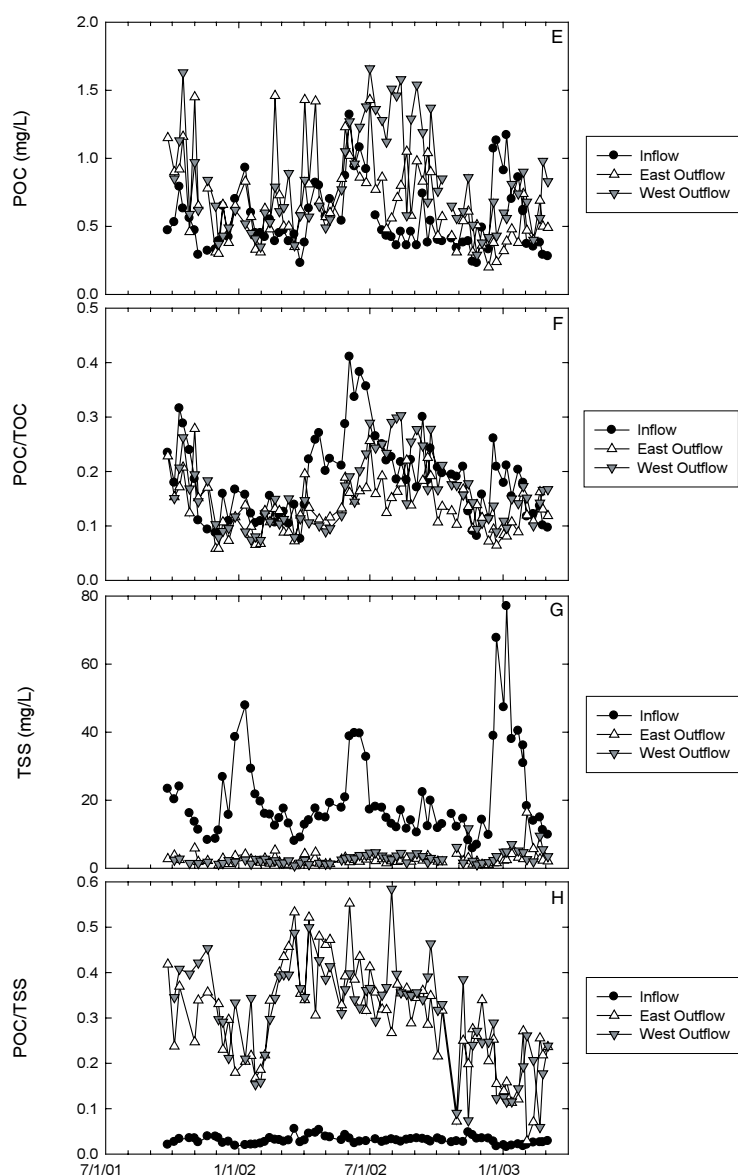 E
2.0
1.5
1.0
0.5
0.0
POC (mg/L)
Inflow
East Outflow
West Outflow
F
0.5
0.4
0.3
0.2
0.1
0.0
POC/TOC
Inflow
East Outflow
West Outflow
G
80
60
40
20
0
TSS (mg/L)
Inflow
East Outflow
West Outflow
H
0.6
0.5
0.4
0.3
0.2
0.1
0.0
POC/TSS
Inflow
East Outflow
West Outflow
7/1/01 1/1/02 7/1/02 1/1/03